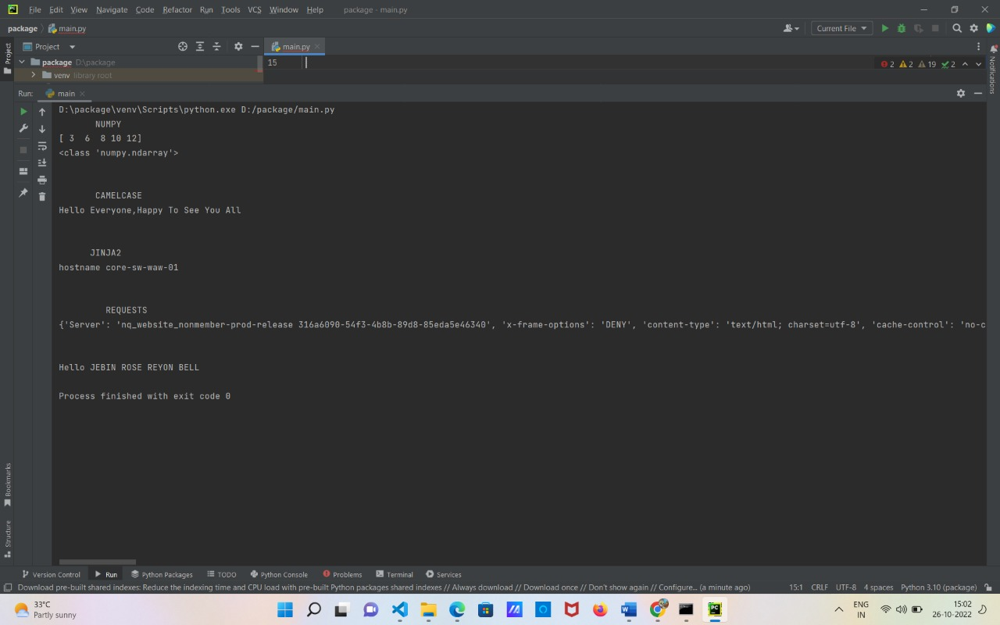 File Edit View Navigate Code Refactor Run Tools VCS Window Help package - main.py
package main.py Current File
Project main.py
package D:\package 15 2 2 19 2
venv library root
Run: main
D:\package\venv\Scripts\python.exe D:/package/main.py
NUMPY
[ 3  6  8 10 12]
<class 'numpy.ndarray'>
CAMELCASE
Hello Everyone,Happy To See You All
JINJA2
hostname core-sw-waw-01
REQUESTS
{'Server': 'nq_website_nonmember-prod-release 316a6090-54f3-4b8b-89d8-85eda5e46340', 'x-frame-options': 'DENY', 'content-type': 'text/html; charset=utf-8', 'cache-control': 'no-c
Hello JEBIN ROSE REYON BELL
Process finished with exit code 0
Project
Notifications
Bookmarks
Structure
Version Control Run Python Packages TODO Python Console Problems Terminal Services
Download pre-built shared indexes: Reduce the indexing time and CPU load with pre-built Python packages shared indexes // Always download // Download once // Don't show again // Configure... (a minute ago) 15:1 CRLF UTF-8 4 spaces Python 3.10 (package)
33°C ENG 15:02
Partly sunny IN 26-10-2022